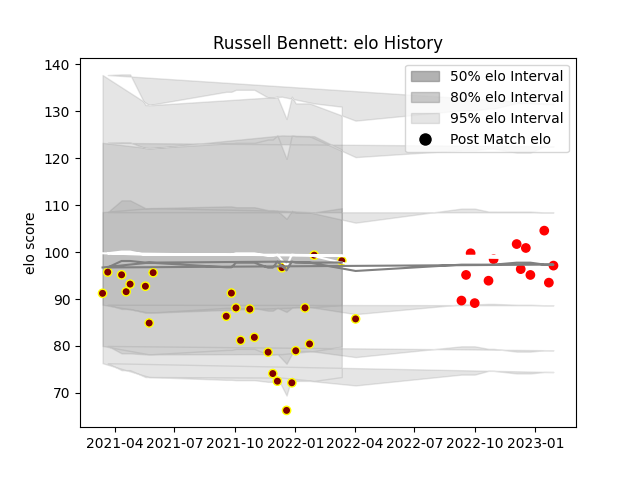 Russell Bennett: elo History
140
130
120
110
100
90
80
70
elo score
50% elo Interval
80% elo Interval
95% elo Interval
Post Match elo
2021-04 2021-07 2021-10 2022-01 2022-04 2022-07 2022-10 2023-01